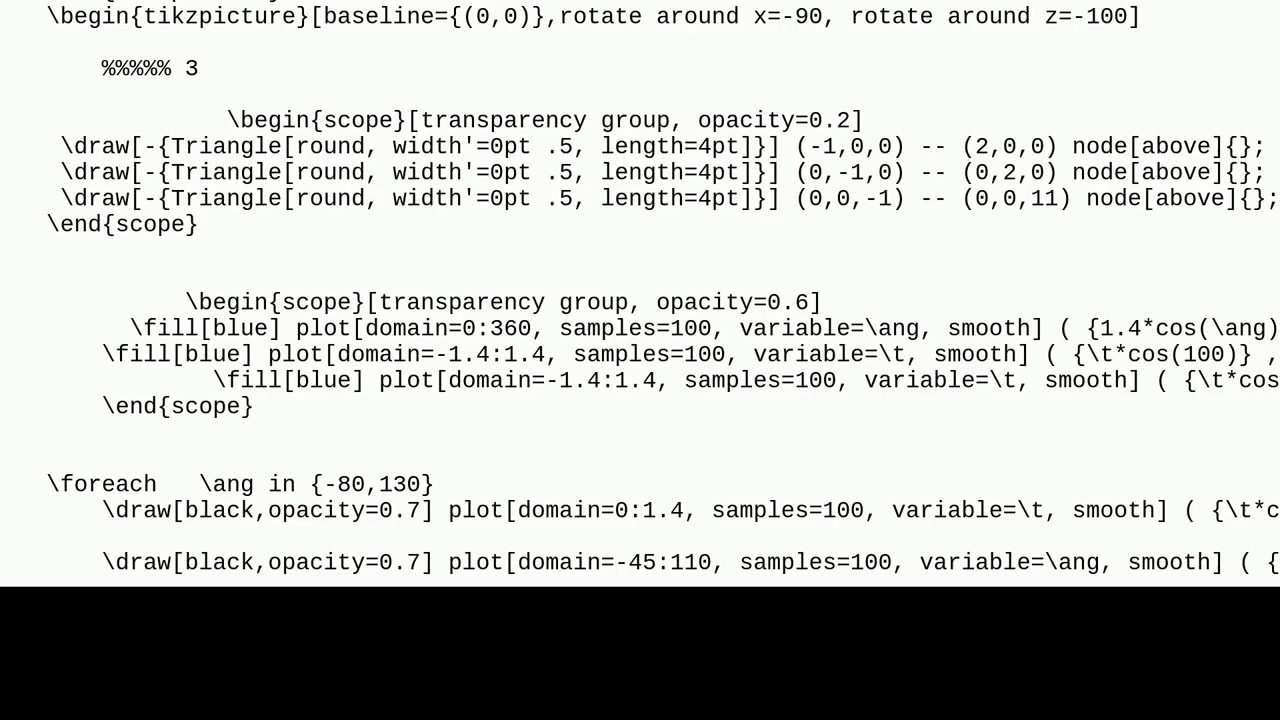 \begin{tikzpicture}[baseline={(0,0)},rotate around x=-90, rotate around z=-100]
%%%%% 3
\begin{scope}[transparency group, opacity=0.2]
\draw[-{Triangle[round, width'=0pt .5, length=4pt]}] (-1,0,0) -- (2,0,0) node[above]{};
\draw[-{Triangle[round, width'=0pt .5, length=4pt]}] (0,-1,0) -- (0,2,0) node[above]{};
\draw[-{Triangle[round, width'=0pt .5, length=4pt]}] (0,0,-1) -- (0,0,11) node[above]{};
\end{scope}
\begin{scope}[transparency group, opacity=0.6]
\fill[blue] plot[domain=0:360, samples=100, variable=\ang, smooth] ( {1.4*cos(\ang)
\fill[blue] plot[domain=-1.4:1.4, samples=100, variable=\t, smooth] ( {\t*cos(100)} ,
\fill[blue] plot[domain=-1.4:1.4, samples=100, variable=\t, smooth] ( {\t*cos
\end{scope}
\foreach   \ang in {-80,130}
\draw[black,opacity=0.7] plot[domain=0:1.4, samples=100, variable=\t, smooth] ( {\t*c
\draw[black,opacity=0.7] plot[domain=-45:110, samples=100, variable=\ang, smooth] ( {